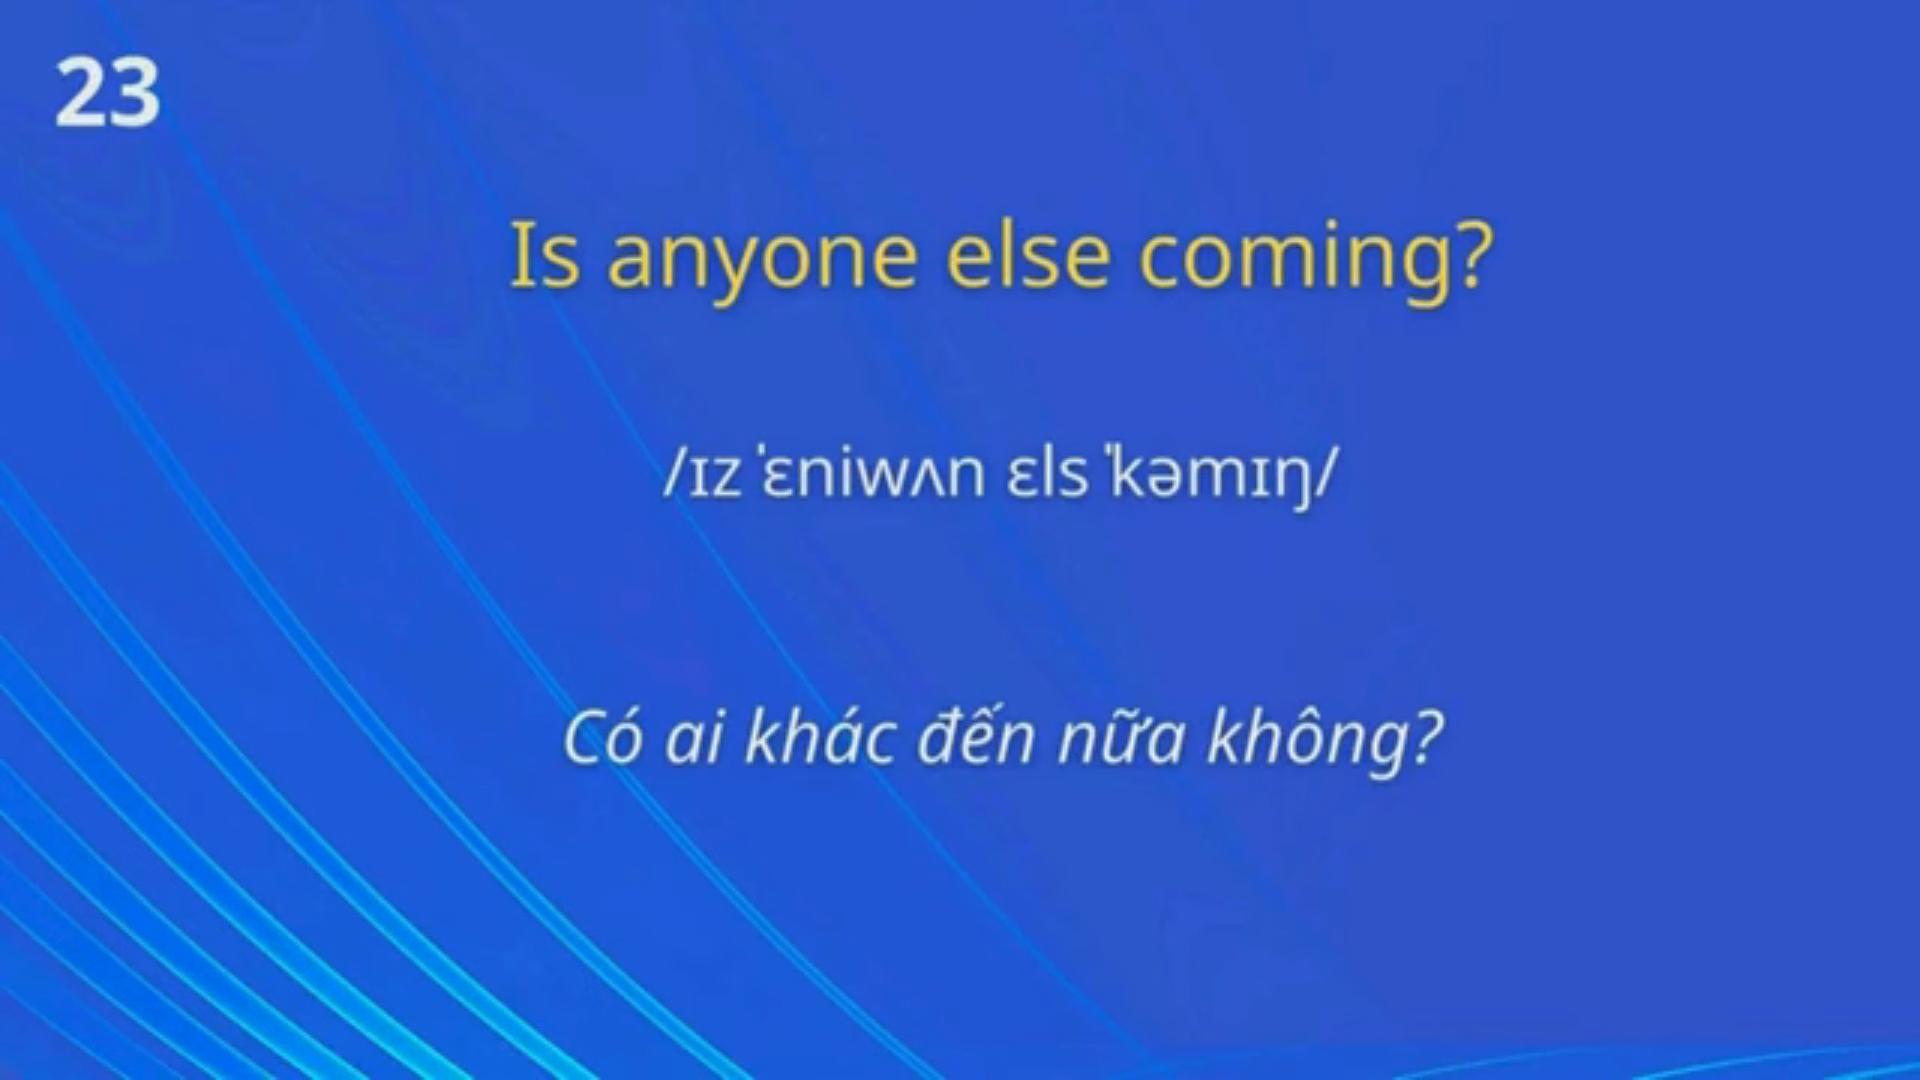 23
Is anyone else coming?
/ɪz ˈɛniwʌn ɛls ˈkəmɪŋ/
Có ai khác đến nữa không?